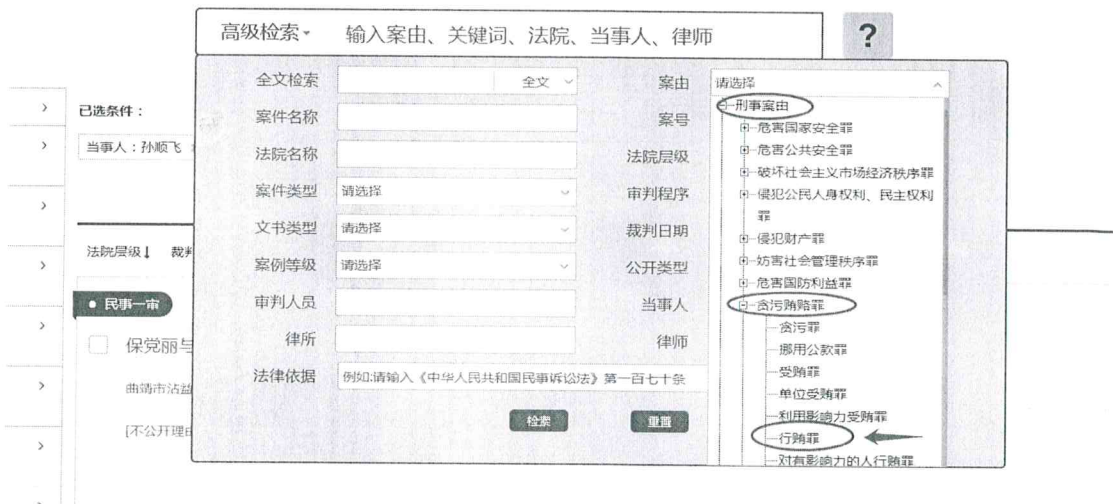 高级检索 输入案由、关键词、法院、当事人、律师 ?
全文检索 全文 案由 请选择
案件名称 案号
法院名称 法院层级
案件类型 请选择 审判程序
文书类型 请选择 裁判日期
案例等级 请选择 公开类型
审判人员 当事人
律所 律师
法律依据 例如:请输入《中华人民共和国民事诉讼法》第一百七十条
检索 重置
刑事案由
危害国家安全罪
危害公共安全罪
破坏社会主义市场经济秩序罪
侵犯公民人身权利、民主权利
罪
侵犯财产罪
妨害社会管理秩序罪
危害国防利益罪
贪污贿赂罪
贪污罪
挪用公款罪
受贿罪
单位受贿罪
利用影响力受贿罪
行贿罪
对有影响力的人行贿罪
已选条件：
当事人：孙顺飞
法院层级↓ 裁判
• 民事一审
保党丽与
曲靖市沾益
[不公开理由